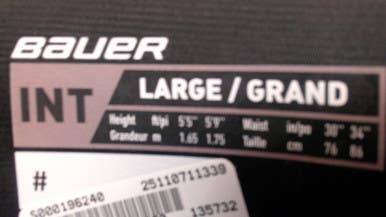 BAUER
INT
LARGE / GRAND
Height ft/pi 5'5" 5'9" Waist in/po 30" 34"
Grandeur m 1.65 1.75 Taille cm 76 86
#
S000196240 25110711339
135732